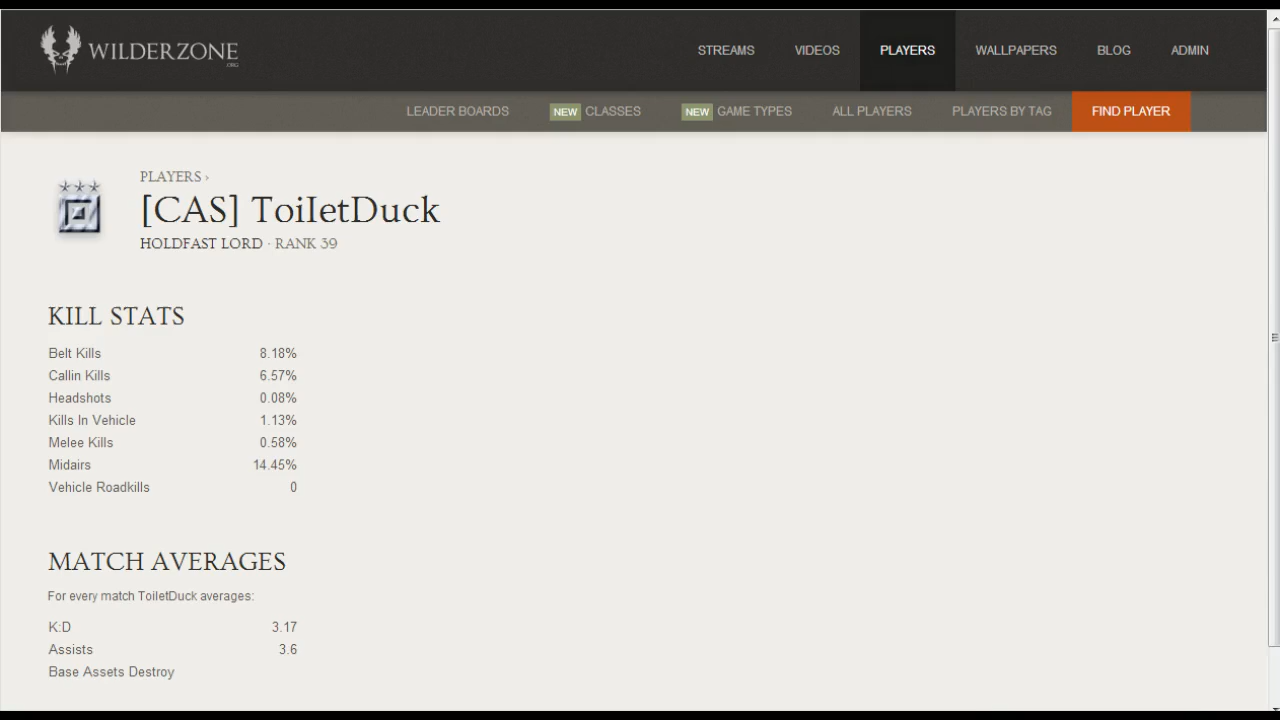 WILDERZONE
.ORG
STREAMS VIDEOS PLAYERS WALLPAPERS BLOG ADMIN
LEADER BOARDS NEW CLASSES NEW GAME TYPES ALL PLAYERS PLAYERS BY TAG FIND PLAYER
PLAYERS ›
[CAS] ToiIetDuck
HOLDFAST LORD · RANK 39
KILL STATS
Belt Kills 8.18%
Callin Kills 6.57%
Headshots 0.08%
Kills In Vehicle 1.13%
Melee Kills 0.58%
Midairs 14.45%
Vehicle Roadkills 0
MATCH AVERAGES
For every match ToiIetDuck averages:
K:D 3.17
Assists 3.6
Base Assets Destroy